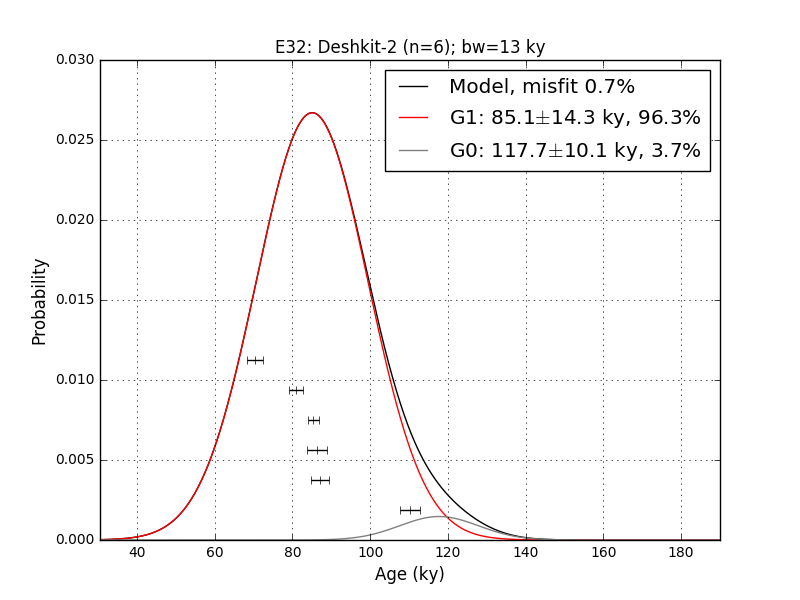 E32: Deshkit-2 (n=6); bw=13 ky
Model, misfit 0.7%
G1: 85.1±14.3 ky, 96.3%
G0: 117.7±10.1 ky, 3.7%
0.030
0.025
0.020
0.015
0.010
0.005
0.000
Probability
40 60 80 100 120 140 160 180
Age (ky)